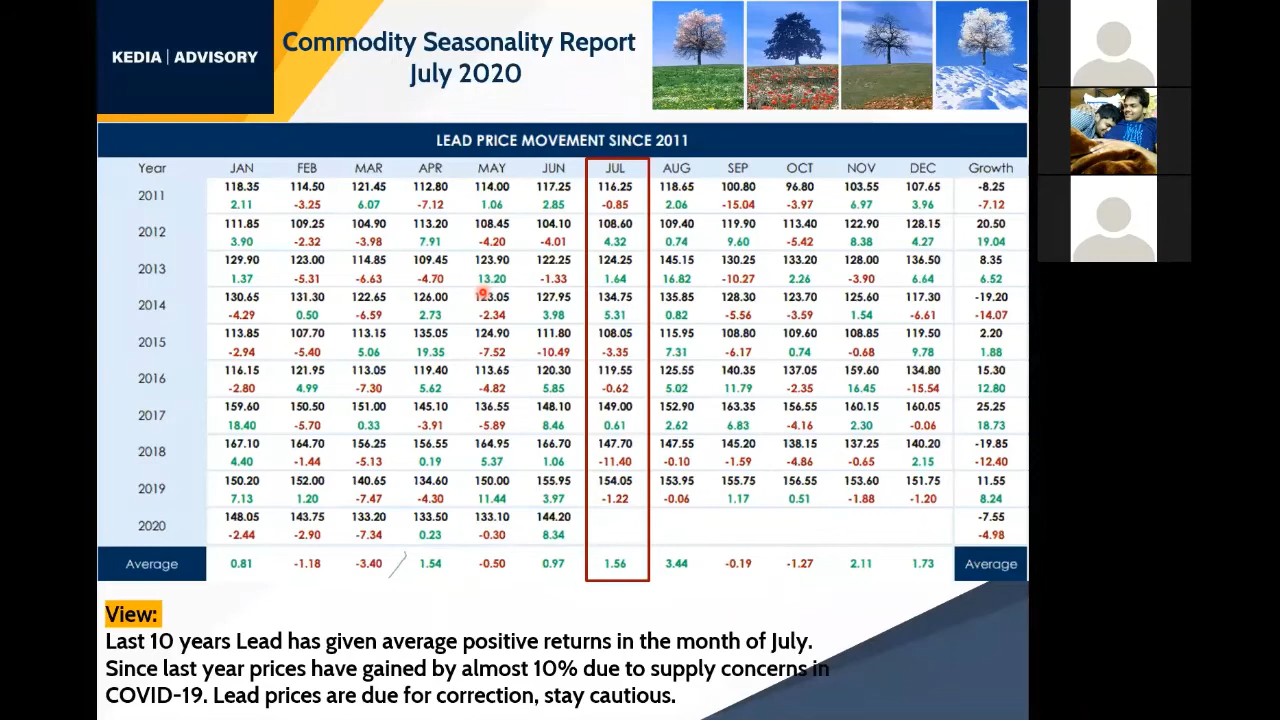 KEDIA | ADVISORY
Commodity Seasonality Report
July 2020
LEAD PRICE MOVEMENT SINCE 2011
Year JAN FEB MAR APR MAY JUN JUL AUG SEP OCT NOV DEC Growth
2011 118.35 114.50 121.45 112.80 114.00 117.25 116.25 118.65 100.80 96.80 103.55 107.65 -8.25
2.11 -3.25 6.07 -7.12 1.06 2.85 -0.85 2.06 -15.04 -3.97 6.97 3.96 -7.12
2012 111.85 109.25 104.90 113.20 108.45 104.10 108.60 109.40 119.90 113.40 122.90 128.15 20.50
3.90 -2.32 -3.98 7.91 -4.20 -4.01 4.32 0.74 9.60 -5.42 8.38 4.27 19.04
2013 129.90 123.00 114.85 109.45 123.90 122.25 124.25 145.15 130.25 133.20 128.00 136.50 8.35
1.37 -5.31 -6.63 -4.70 13.20 -1.33 1.64 16.82 -10.27 2.26 -3.90 6.64 6.52
2014 130.65 131.30 122.65 126.00 123.05 127.95 134.75 135.85 128.30 123.70 125.60 117.30 -19.20
-4.29 0.50 -6.59 2.73 -2.34 3.98 5.31 0.82 -5.56 -3.59 1.54 -6.61 -14.07
2015 113.85 107.70 113.15 135.05 124.90 111.80 108.05 115.95 108.80 109.60 108.85 119.50 2.20
-2.94 -5.40 5.06 19.35 -7.52 -10.49 -3.35 7.31 -6.17 0.74 -0.68 9.78 1.88
2016 116.15 121.95 113.05 119.40 113.65 120.30 119.55 125.55 140.35 137.05 159.60 134.80 15.30
-2.80 4.99 -7.30 5.62 -4.82 5.85 -0.62 5.02 11.79 -2.35 16.45 -15.54 12.80
2017 159.60 150.50 151.00 145.10 136.55 148.10 149.00 152.90 163.35 156.55 160.15 160.05 25.25
18.40 -5.70 0.33 -3.91 -5.89 8.46 0.61 2.62 6.83 -4.16 2.30 -0.06 18.73
2018 167.10 164.70 156.25 156.55 164.95 166.70 147.70 147.55 145.20 138.15 137.25 140.20 -19.85
4.40 -1.44 -5.13 0.19 5.37 1.06 -11.40 -0.10 -1.59 -4.86 -0.65 2.15 -12.40
2019 150.20 152.00 140.65 134.60 150.00 155.95 154.05 153.95 155.75 156.55 153.60 151.75 11.55
7.13 1.20 -7.47 -4.30 11.44 3.97 -1.22 -0.06 1.17 0.51 -1.88 -1.20 8.24
2020 148.05 143.75 133.20 133.50 133.10 144.20 -7.55
-2.44 -2.90 -7.34 0.23 -0.30 8.34 -4.98
Average 0.81 -1.18 -3.40 1.54 -0.50 0.97 1.56 3.44 -0.19 -1.27 2.11 1.73 Average
View:
Last 10 years Lead has given average positive returns in the month of July.
Since last year prices have gained by almost 10% due to supply concerns in
COVID-19. Lead prices are due for correction, stay cautious.